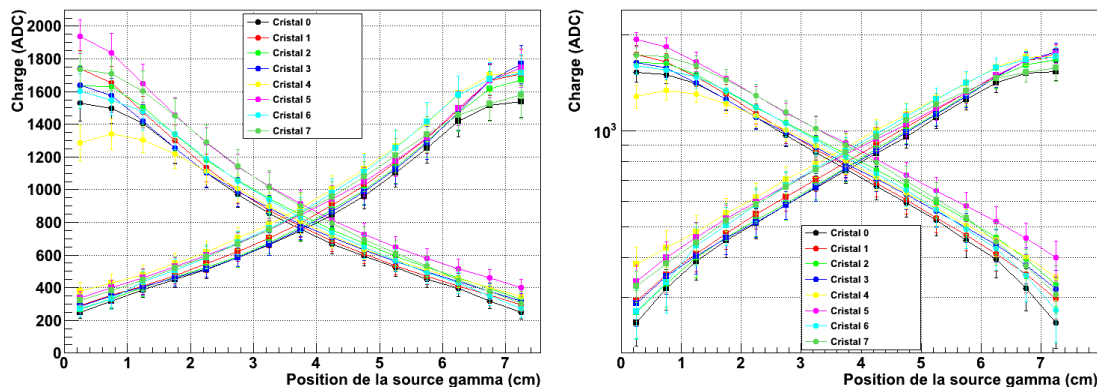 Charge (ADC)
2000
1800
1600
1400
1200
1000
800
600
400
200
0
0 1 2 3 4 5 6 7
Position de la source gamma (cm)
Cristal 0
Cristal 1
Cristal 2
Cristal 3
Cristal 4
Cristal 5
Cristal 6
Cristal 7
Charge (ADC)
10³
0 1 2 3 4 5 6 7
Position de la source gamma (cm)
Cristal 0
Cristal 1
Cristal 2
Cristal 3
Cristal 4
Cristal 5
Cristal 6
Cristal 7